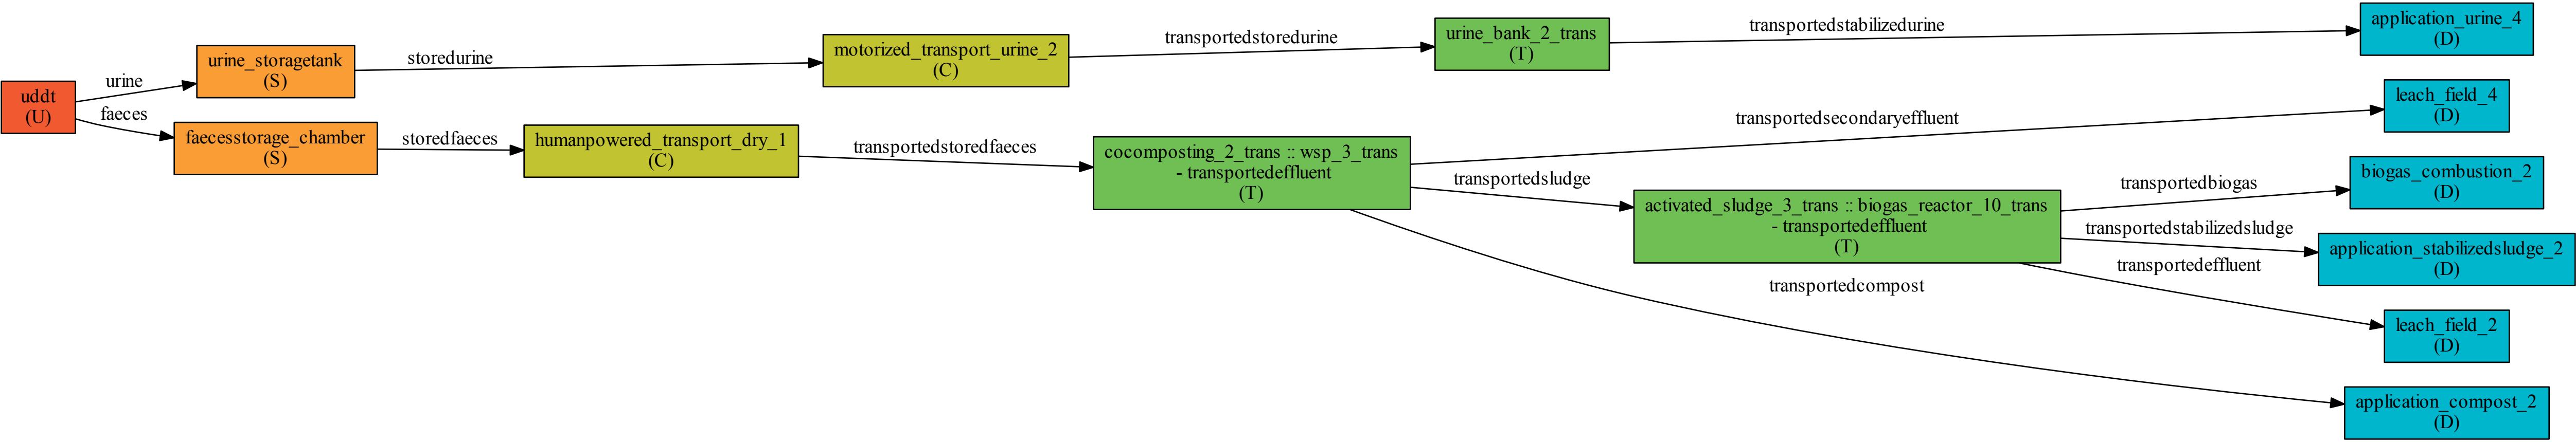 uddt
(U)
urine
faeces
urine_storagetank
(S)
faecesstorage_chamber
(S)
storedurine
storedfaeces
humanpowered_transport_dry_1
(C)
motorized_transport_urine_2
(C)
transportedstoredurine
transportedstoredfaeces
cocomposting_2_trans :: wsp_3_trans
- transportedeffluent
(T)
urine_bank_2_trans
(T)
transportedstabilizedurine
transportedsecondaryeffluent
transportedsludge
transportedcompost
activated_sludge_3_trans :: biogas_reactor_10_trans
- transportedeffluent
(T)
transportedbiogas
transportedstabilizedsludge
transportedeffluent
application_urine_4
(D)
leach_field_4
(D)
biogas_combustion_2
(D)
application_stabilizedsludge_2
(D)
leach_field_2
(D)
application_compost_2
(D)